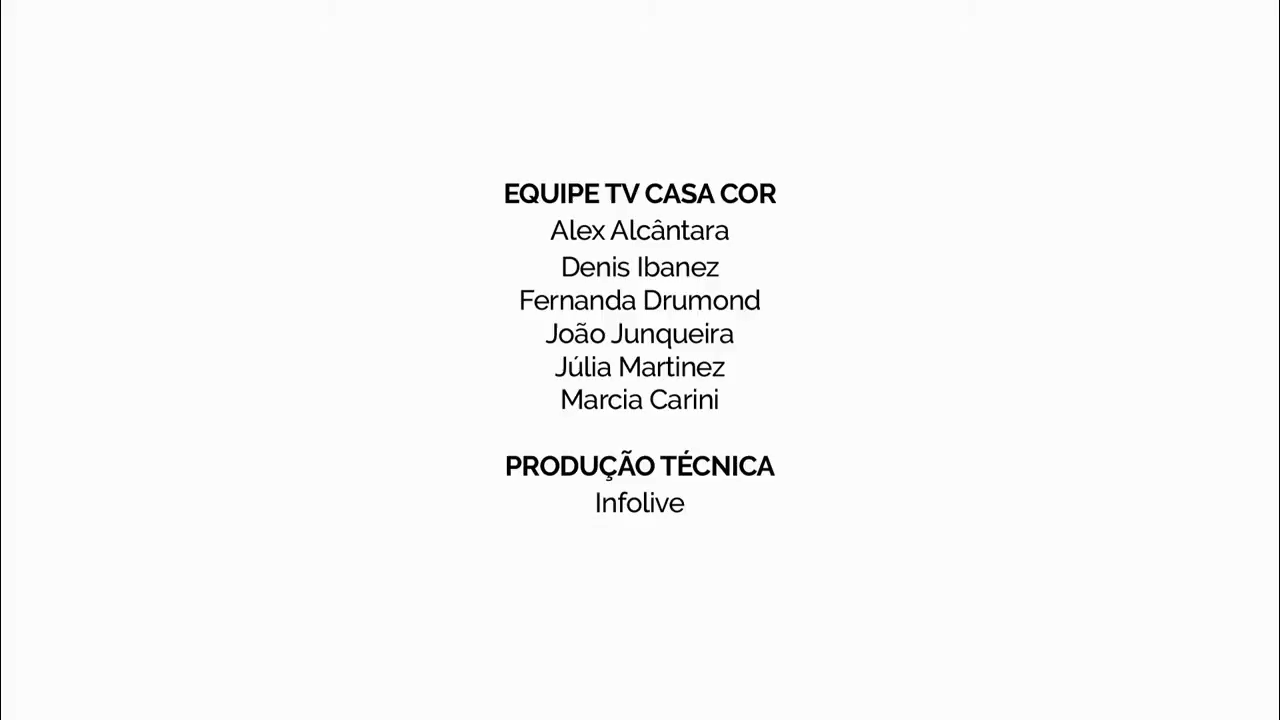 EQUIPE TV CASA COR
Alex Alcântara
Denis Ibanez
Fernanda Drumond
João Junqueira
Júlia Martinez
Marcia Carini
PRODUÇÃO TÉCNICA
Infolive